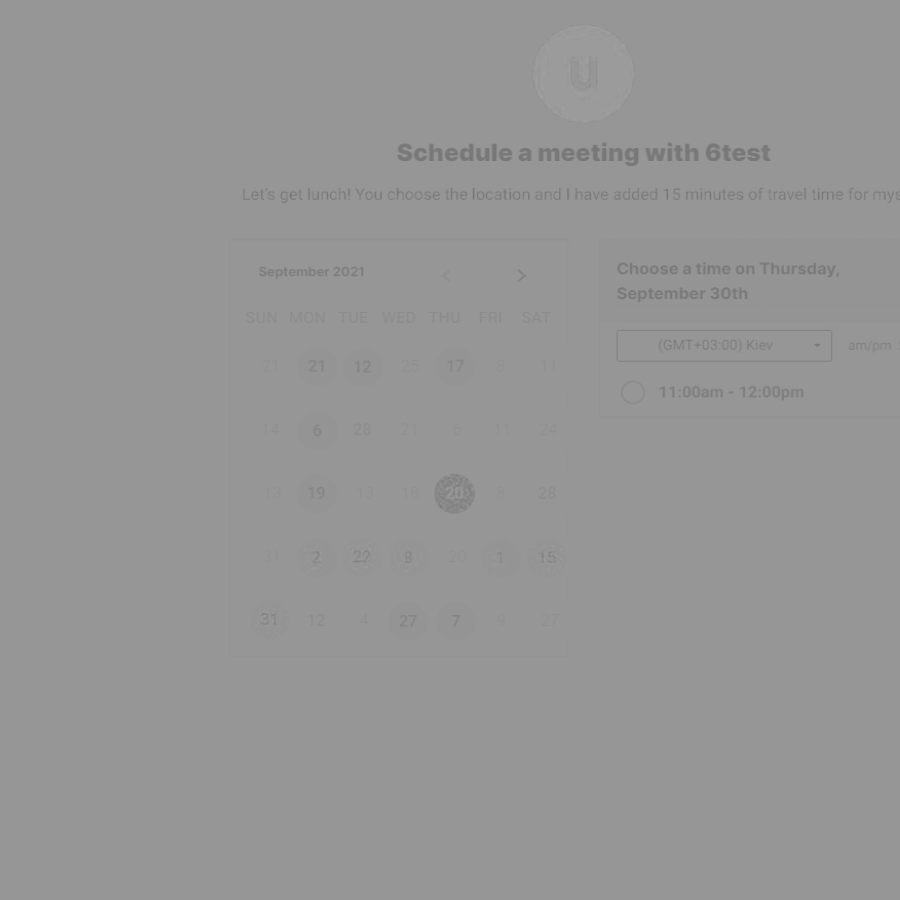 U
Schedule a meeting with 6test
Let's get lunch! You choose the location and I have added 15 minutes of travel time for mys
September 2021
SUN MON TUE WED THU FRI SAT
21 21 12 23 17 8 11
14 6 28 21 6 11 24
13 19 13 18 20 8 28
31 2 22 8 20 1 15
31 12 4 27 7 9 27
Choose a time on Thursday,
September 30th
(GMT+03:00) Kiev am/pm
11:00am - 12:00pm